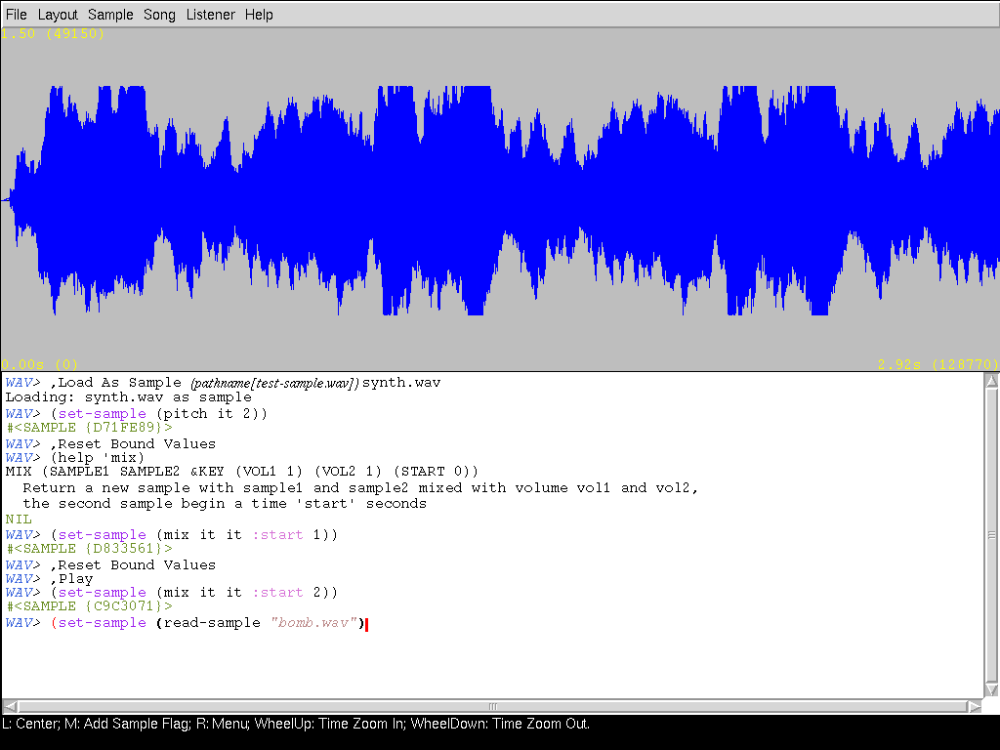 File Layout Sample Song Listener Help
1.50 (49150)
0.00s (0) 2.92s (128770)
WAV> ,Load As Sample (pathname[test-sample.wav]) synth.wav
Loading: synth.wav as sample
WAV> (set-sample (pitch it 2))
#<SAMPLE {D71FE89}>
WAV> ,Reset Bound Values
WAV> (help 'mix)
MIX (SAMPLE1 SAMPLE2 &KEY (VOL1 1) (VOL2 1) (START 0))
Return a new sample with sample1 and sample2 mixed with volume vol1 and vol2,
the second sample begin a time 'start' seconds
NIL
WAV> (set-sample (mix it it :start 1))
#<SAMPLE {D833561}>
WAV> ,Reset Bound Values
WAV> ,Play
WAV> (set-sample (mix it it :start 2))
#<SAMPLE {C9C3071}>
WAV> (set-sample (read-sample "bomb.wav")
L: Center; M: Add Sample Flag; R: Menu; WheelUp: Time Zoom In; WheelDown: Time Zoom Out.